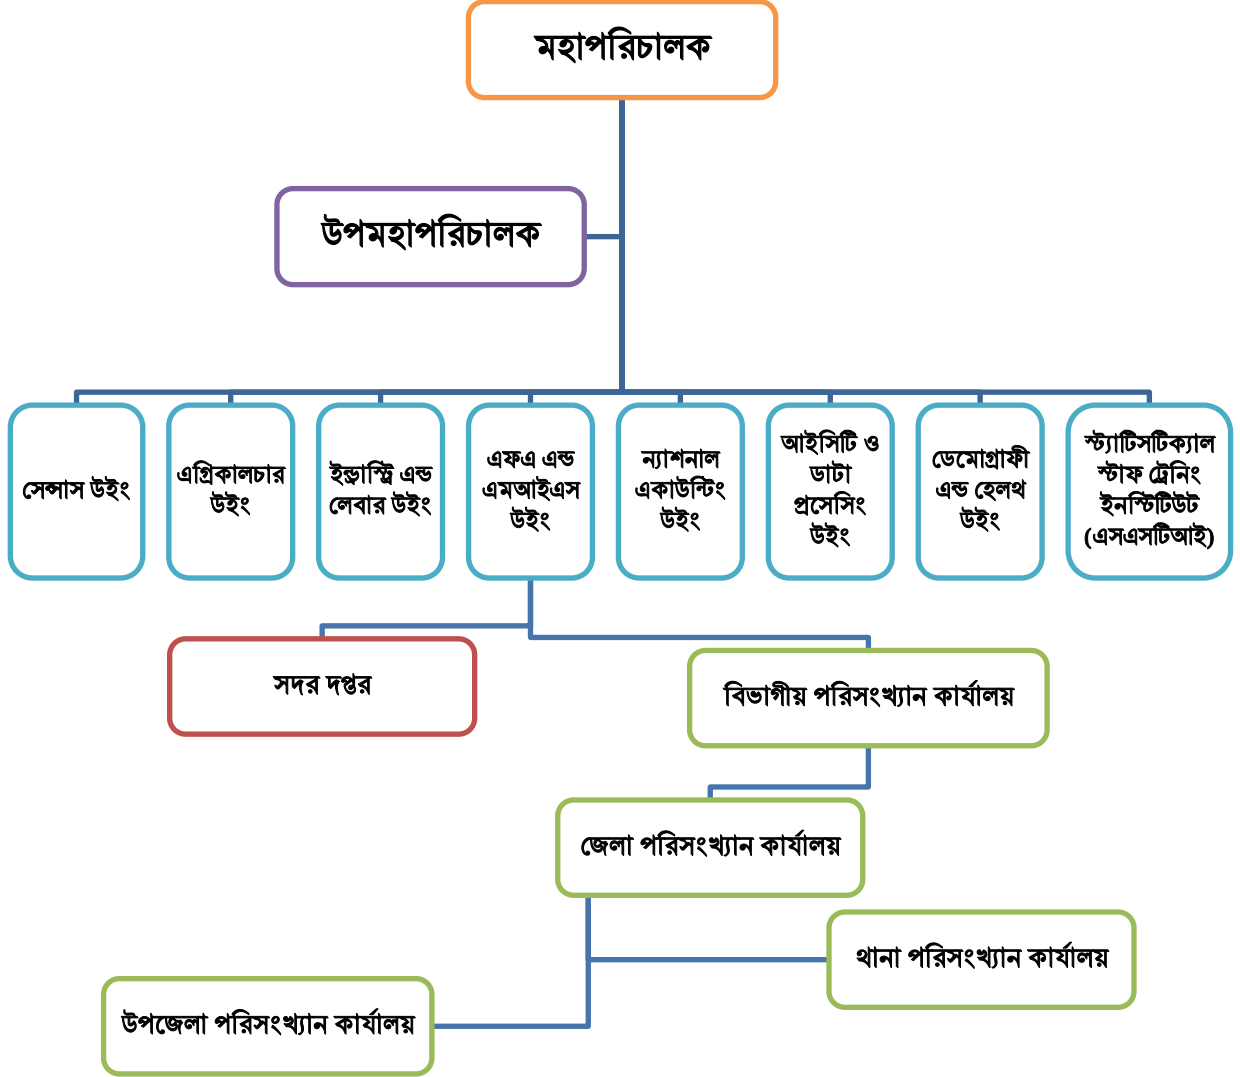 মহাপরিচালক
উপমহাপরিচালক
সেন্সাস উইং
এগ্রিকালচার
উইং
ইন্ড্রাস্ট্রি এন্ড
লেবার উইং
এফএ এন্ড
এমআইএস
উইং
ন্যাশনাল
একাউন্টিং
উইং
আইসিটি ও
ডাটা
প্রসেসিং
উইং
ডেমোগ্রাফী
এন্ড হেলথ
উইং
স্ট্যাটিসটিক্যাল
স্টাফ ট্রেনিং
ইনস্টিটিউট
(এসএসটিআই)
সদর দপ্তর
বিভাগীয় পরিসংখ্যান কার্যালয়
জেলা পরিসংখ্যান কার্যালয়
থানা পরিসংখ্যান কার্যালয়
উপজেলা পরিসংখ্যান কার্যালয়